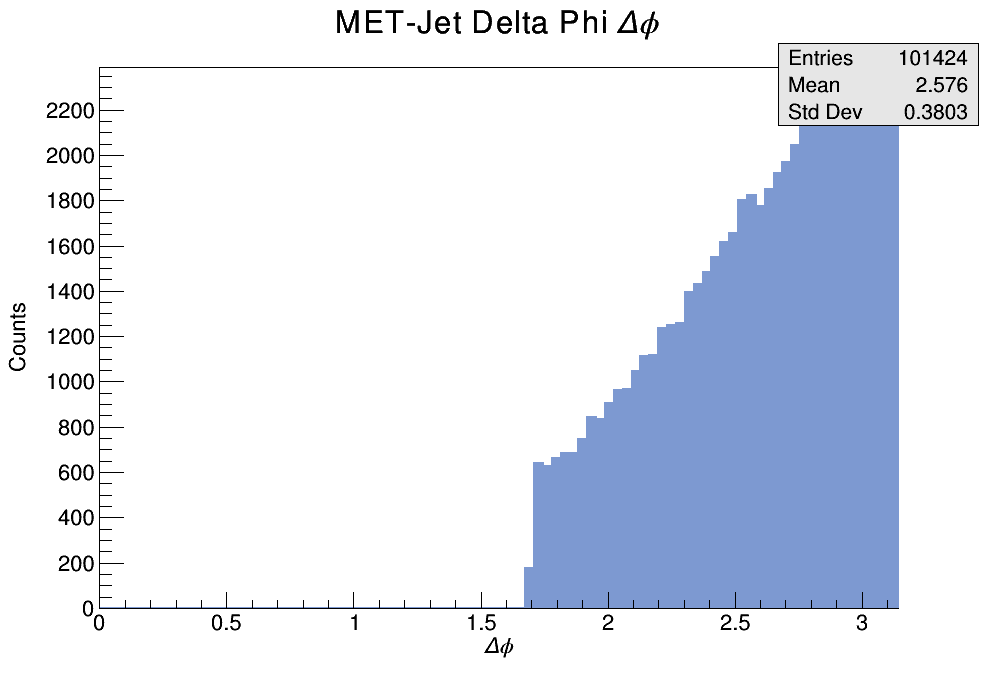 MET-Jet Delta Phi Δϕ
Entries 101424
Mean 2.576
Std Dev 0.3803
Counts
2200
2000
1800
1600
1400
1200
1000
800
600
400
200
0
0 0.5 1 1.5 2 2.5 3
Δϕ